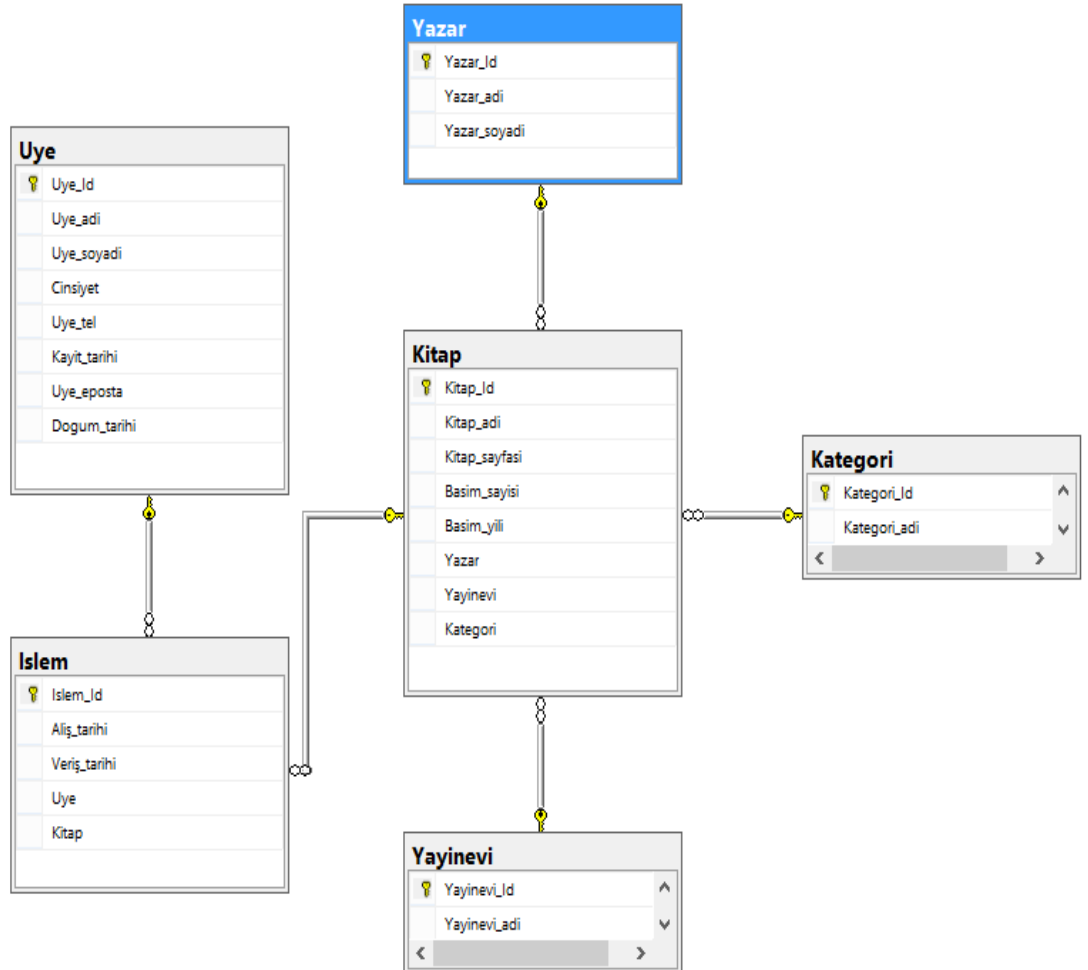 Yazar
Yazar_Id
Yazar_adi
Yazar_soyadi
Uye
Uye_Id
Uye_adi
Uye_soyadi
Cinsiyet
Uye_tel
Kayit_tarihi
Uye_eposta
Dogum_tarihi
Kitap
Kitap_Id
Kitap_adi
Kitap_sayfasi
Basim_sayisi
Basim_yili
Yazar
Yayinevi
Kategori
Kategori
Kategori_Id
Kategori_adi
Islem
Islem_Id
Aliş_tarihi
Veriş_tarihi
Uye
Kitap
Yayinevi
Yayinevi_Id
Yayinevi_adi